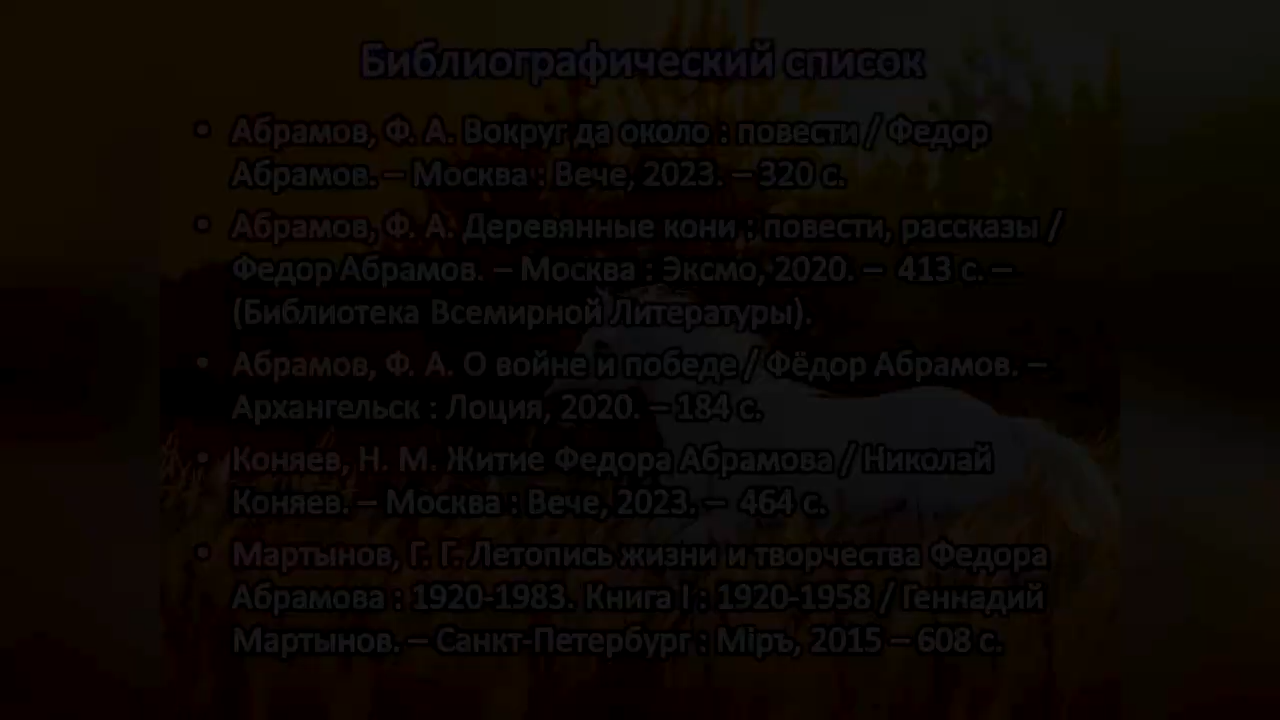 Библиографический список
• Абрамов, Ф. А. Вокруг да около : повести / Федор
Абрамов. – Москва : Вече, 2023. – 320 с.
• Абрамов, Ф. А. Деревянные кони : повести, рассказы /
Федор Абрамов. – Москва : Эксмо, 2020. – 413 с. –
(Библиотека Всемирной Литературы).
• Абрамов, Ф. А. О войне и победе / Фёдор Абрамов. –
Архангельск : Лоция, 2020. – 184 с.
• Коняев, Н. М. Житие Федора Абрамова / Николай
Коняев. – Москва : Вече, 2023. – 464 с.
• Мартынов, Г. Г. Летопись жизни и творчества Федора
Абрамова : 1920-1983. Книга I : 1920-1958 / Геннадий
Мартынов. – Санкт-Петербург : Мiръ, 2015 – 608 с.